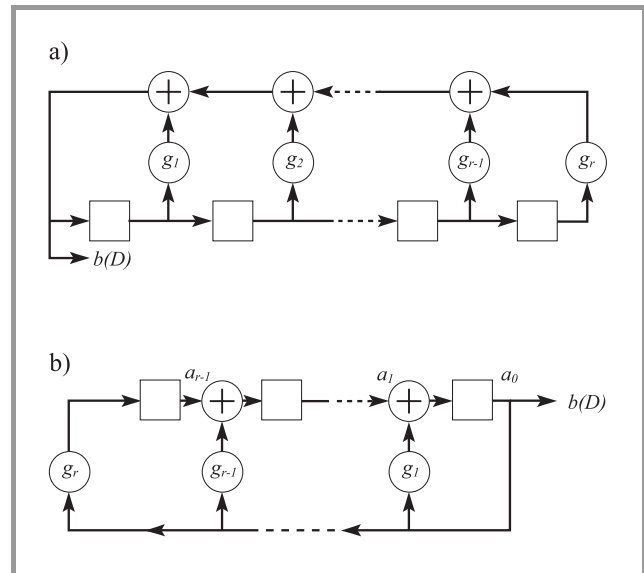 a)
+ + +
g1 g2 gr-1 gr
b(D)
b)
ar-1 a1 a0
+ + b(D)
gr gr-1 g1